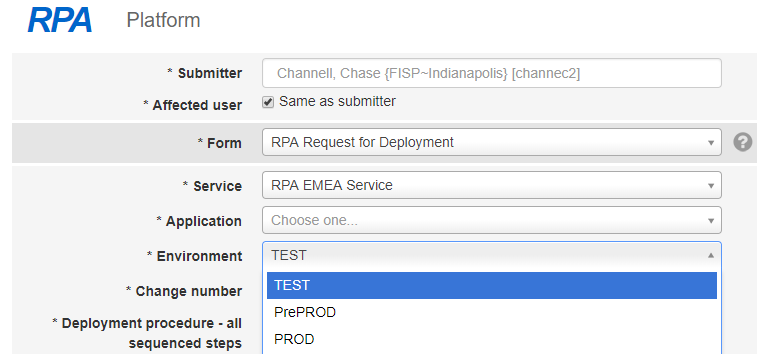 RPA Platform
* Submitter Channell, Chase {FISP~Indianapolis} [channec2]
* Affected user Same as submitter
* Form RPA Request for Deployment ?
* Service RPA EMEA Service
* Application Choose one...
* Environment TEST
TEST
* Change number
PrePROD
* Deployment procedure - all
sequenced steps
PROD